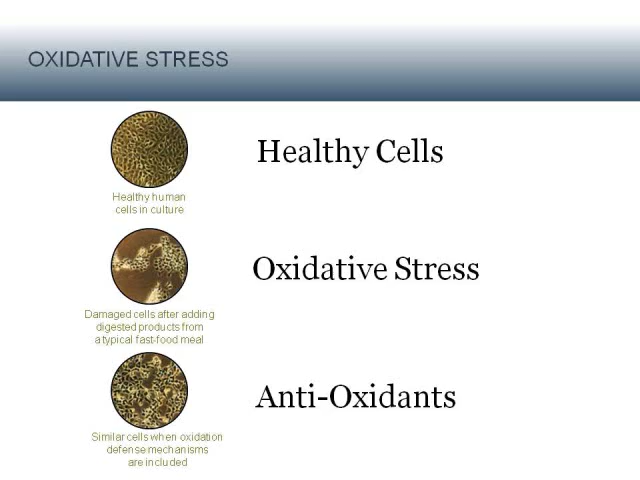 OXIDATIVE STRESS
Healthy Cells
Healthy human
cells in culture
Oxidative Stress
Damaged cells after adding
digested products from
a typical fast-food meal
Anti-Oxidants
Similar cells when oxidation
defense mechanisms
are included